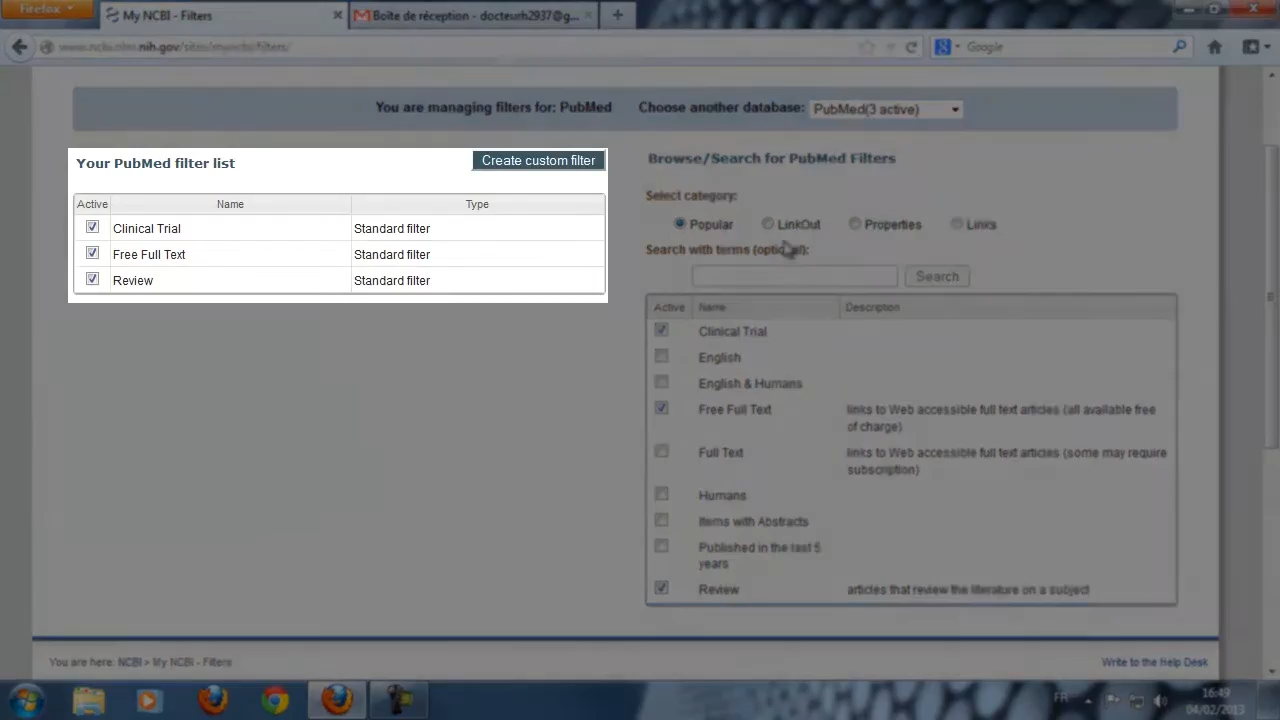 Firefox
My NCBI - Filters
Boîte de réception - docteurh2937@g...
www.ncbi.nlm.nih.gov/sites/myncbi/filters/
Google
You are managing filters for: PubMed
Choose another database:
PubMed(3 active)
Your PubMed filter list
Create custom filter
Active Name Type
Clinical Trial Standard filter
Free Full Text Standard filter
Review Standard filter
Browse/Search for PubMed Filters
Select category:
Popular LinkOut Properties Links
Search with terms (optional):
Search
Active Name Description
Clinical Trial
English
English & Humans
Free Full Text links to Web accessible full text articles (all available free
of charge)
Full Text links to Web accessible full text articles (some may require
subscription)
Humans
Items with Abstracts
Published in the last 5
years
Review articles that review the literature on a subject
You are here: NCBI > My NCBI - Filters
Write to the Help Desk
FR
16:49
04/02/2013